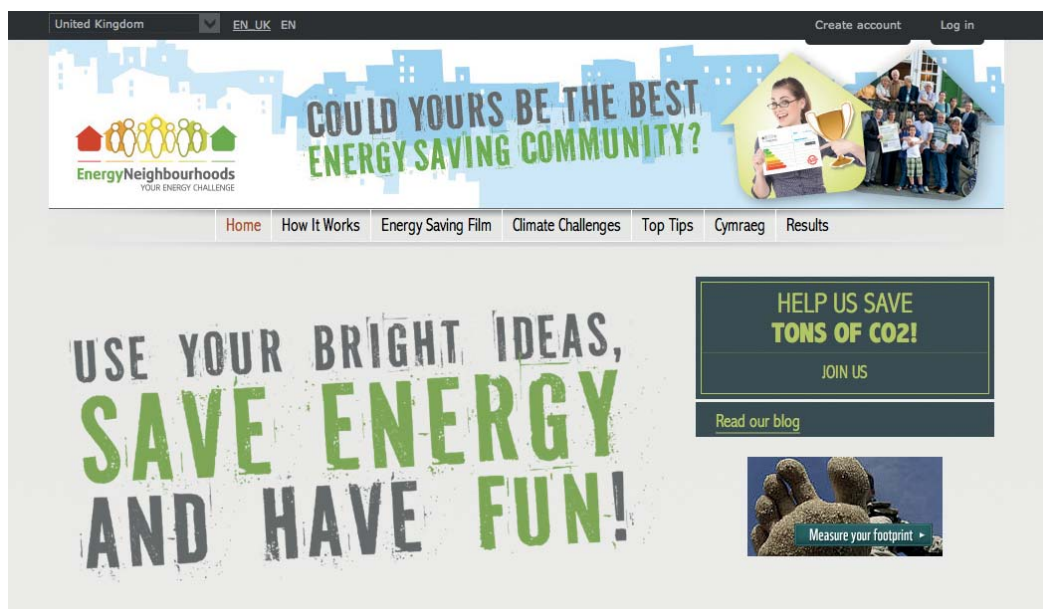 United Kingdom EN_UK EN Create account Log in
COULD YOURS BE THE BEST
ENERGY SAVING COMMUNITY?
EnergyNeighbourhoods
YOUR ENERGY CHALLENGE
Home How It Works Energy Saving Film Climate Challenges Top Tips Cymraeg Results
USE YOUR BRIGHT IDEAS,
SAVE ENERGY
AND HAVE FUN!
HELP US SAVE
TONS OF CO2!
JOIN US
Read our blog
Measure your footprint